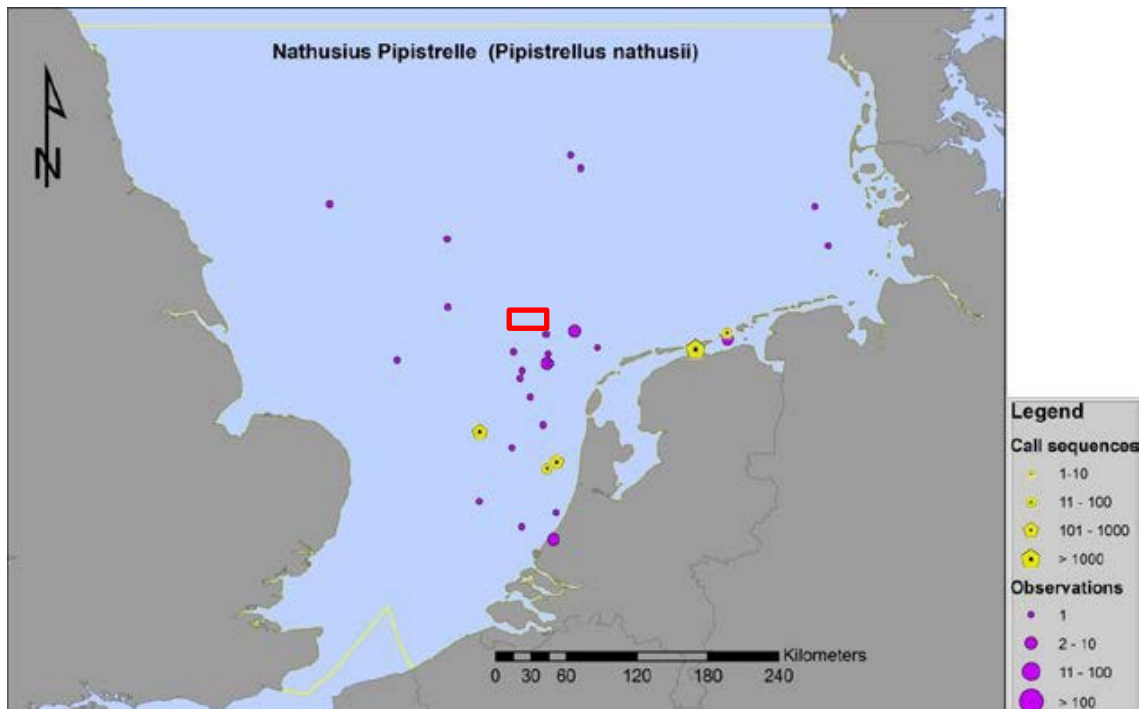 Nathusius Pipistrelle (Pipistrellus nathusii)
N
Legend
Call sequences
1-10
11 - 100
101 - 1000
> 1000
Observations
1
2 - 10
11 - 100
> 100
Kilometers
0 30 60 120 180 240